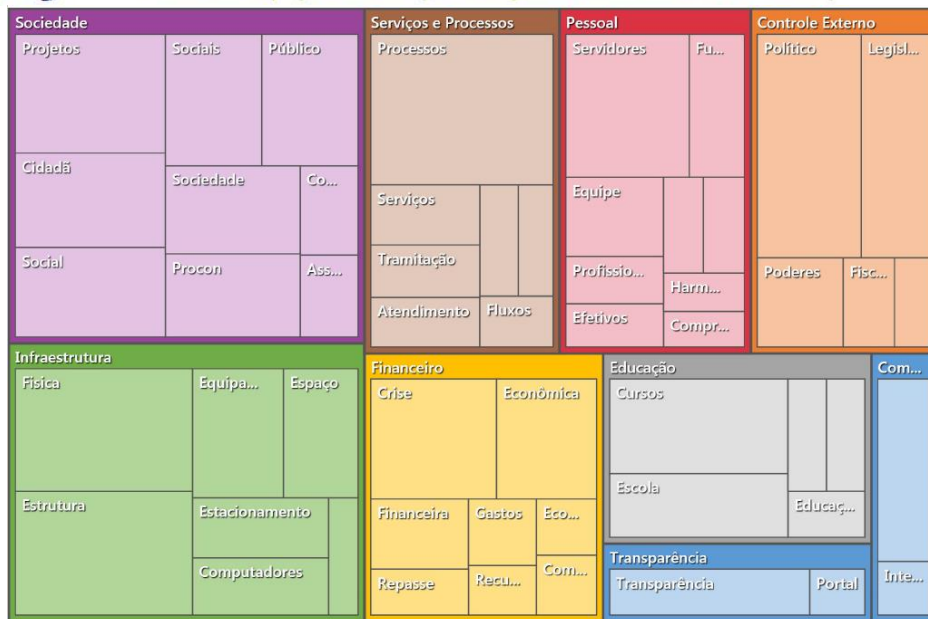 Sociedade
Projetos
Sociais
Público
Cidadã
Sociedade
Co...
Social
Procon
Ass...
Serviços e Processos
Processos
Serviços
Tramitação
Atendimento
Fluxos
Pessoal
Servidores
Fu...
Equipe
Profissio...
Harm...
Efetivos
Compr...
Controle Externo
Político
Legisl...
Poderes
Fisc...
Infraestrutura
Física
Equipa...
Espaço
Estrutura
Estacionamento
Computadores
Financeiro
Crise
Econômica
Financeira
Gastos
Eco...
Repasse
Recu...
Com...
Educação
Cursos
Escola
Educaç...
Transparência
Transparência
Portal
Com...
Inte...